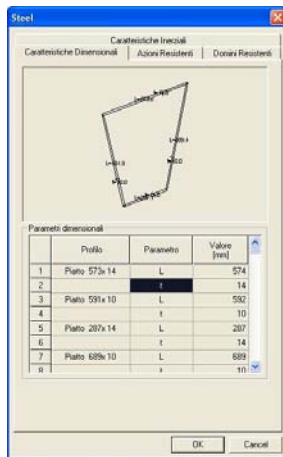 Steel
Caratteristiche Inerziali
Caratteristiche Dimensionali Azioni Resistenti Domini Resistenti
Parametri dimensionali
Profilo Parametro Valore [mm]
1 Piatto 573x14 L 574
2 t 14
3 Piatto 591x10 L 592
4 t 10
5 Piatto 287x14 L 287
6 t 14
7 Piatto 689x10 L 689
8 t 10
OK Cancel